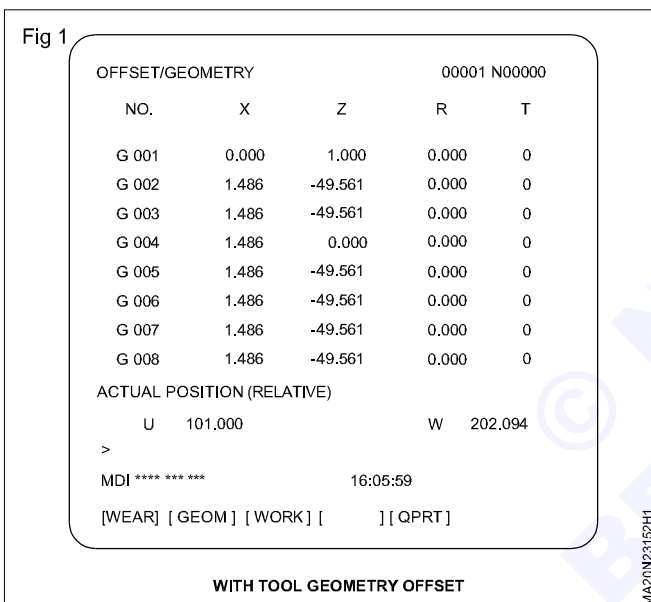 Fig 1
OFFSET/GEOMETRY 00001 N00000
NO. X Z R T
G 001 0.000 1.000 0.000 0
G 002 1.486 -49.561 0.000 0
G 003 1.486 -49.561 0.000 0
G 004 1.486 0.000 0.000 0
G 005 1.486 -49.561 0.000 0
G 006 1.486 -49.561 0.000 0
G 007 1.486 -49.561 0.000 0
G 008 1.486 -49.561 0.000 0
ACTUAL POSITION (RELATIVE)
U 101.000 W 202.094
>
MDI **** *** *** 16:05:59
[WEAR] [ GEOM ] [ WORK ] [ ] [ QPRT ]
WITH TOOL GEOMETRY OFFSET
MA20N23152H1
©